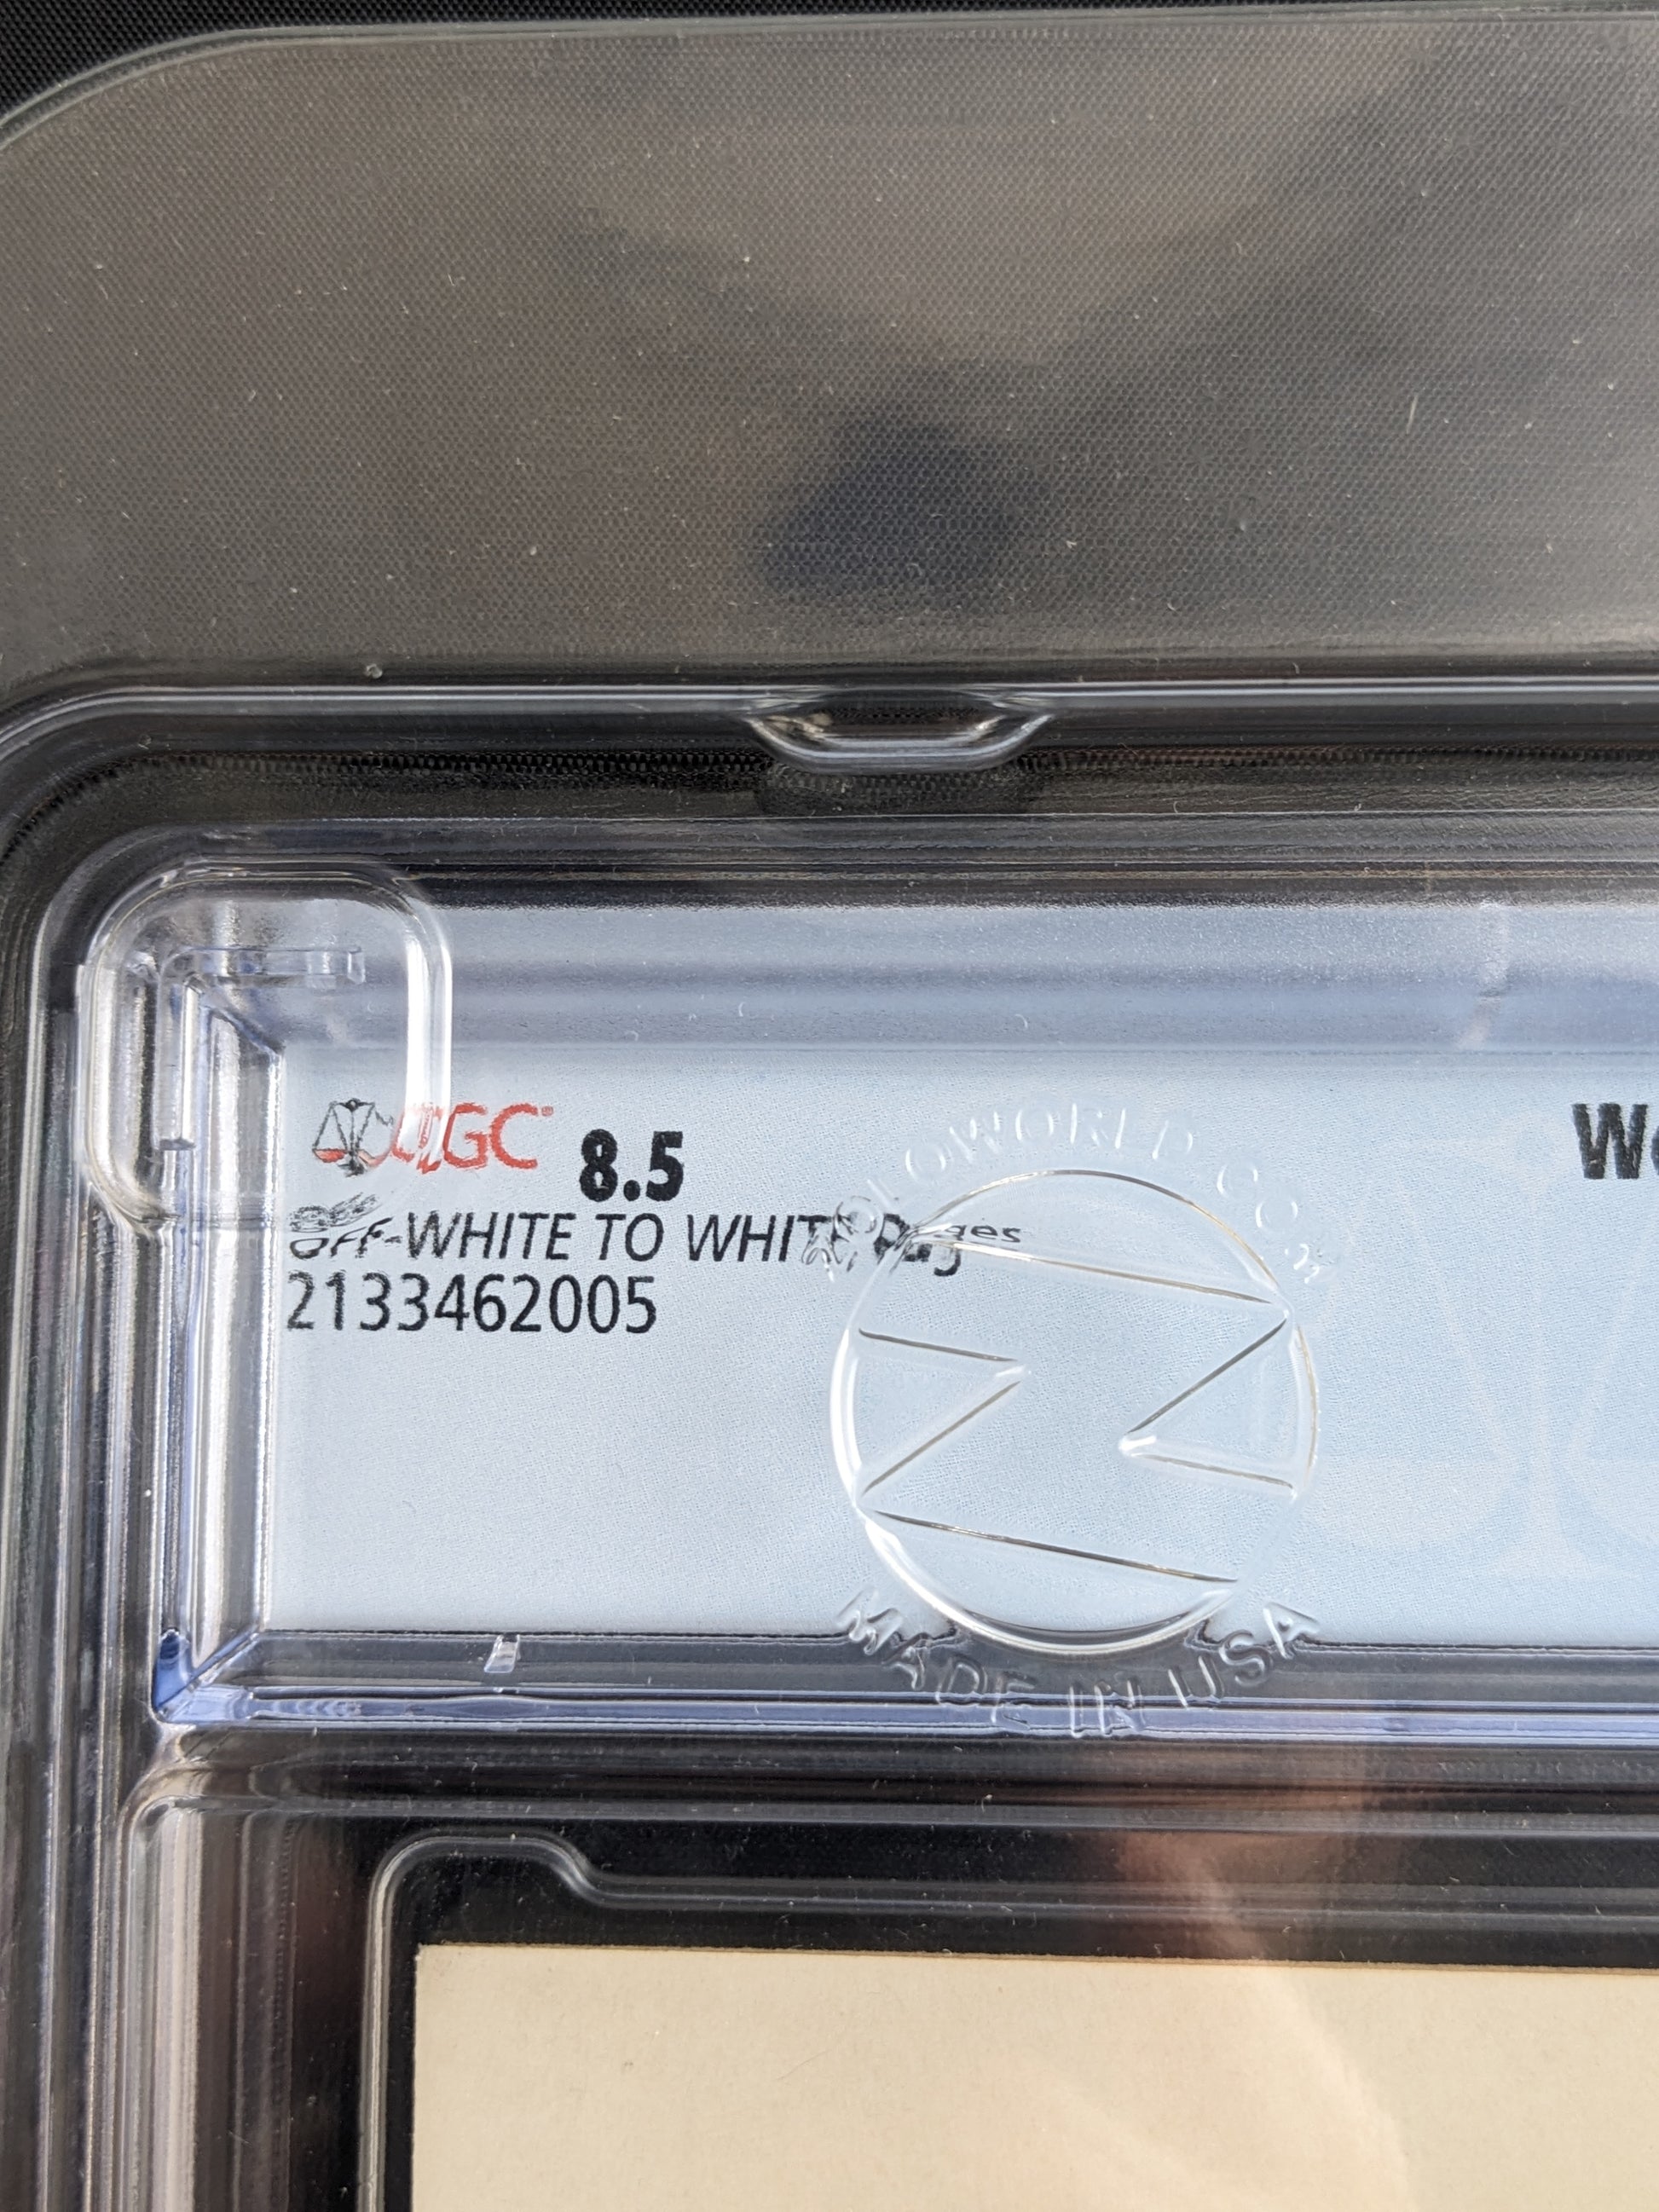 CGC 8.5
OFF-WHITE TO WHITE Pages
2133462005
MADE IN USA